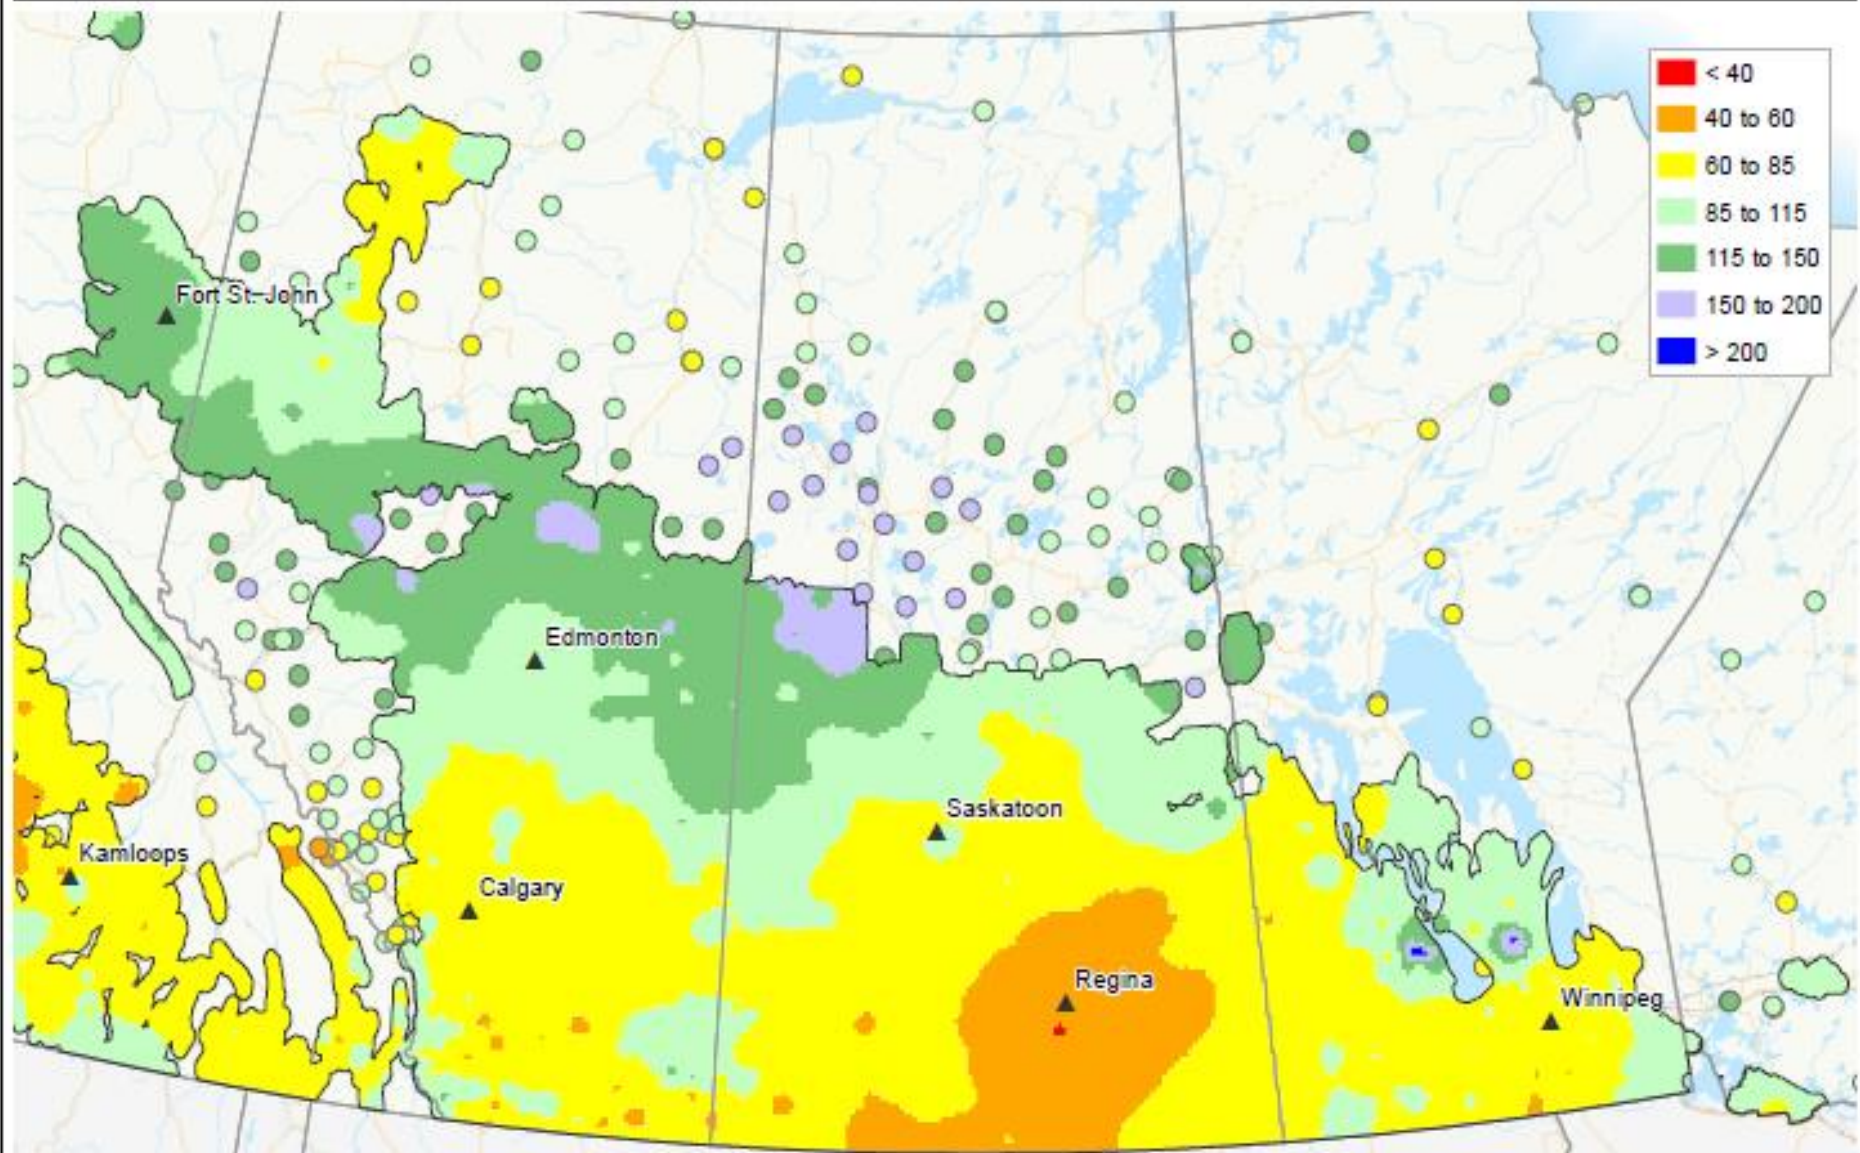 < 40
40 to 60
60 to 85
85 to 115
115 to 150
150 to 200
> 200
Fort St. John
Edmonton
Saskatoon
Kamloops
Calgary
Regina
Winnipeg